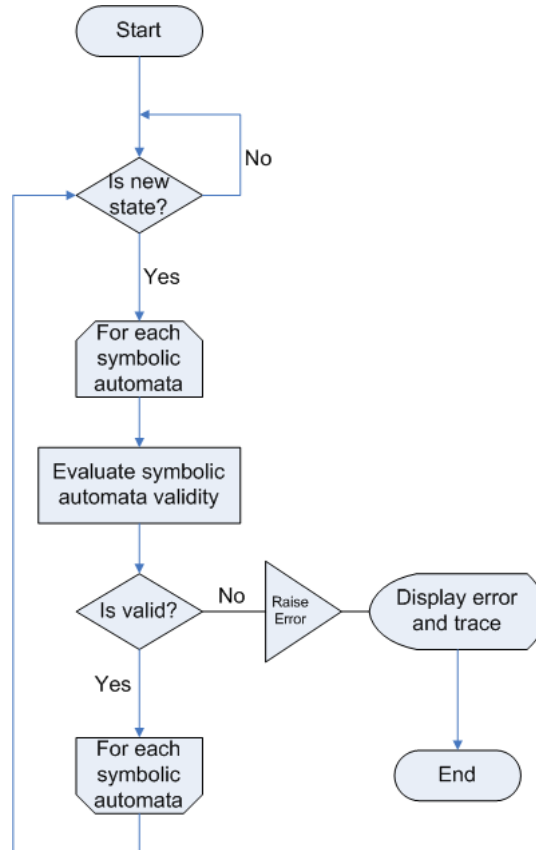 Start
No
Is new
state?
Yes
For each
symbolic
automata
Evaluate symbolic
automata validity
Is valid?
No
Raise
Error
Display error
and trace
Yes
For each
symbolic
automata
End